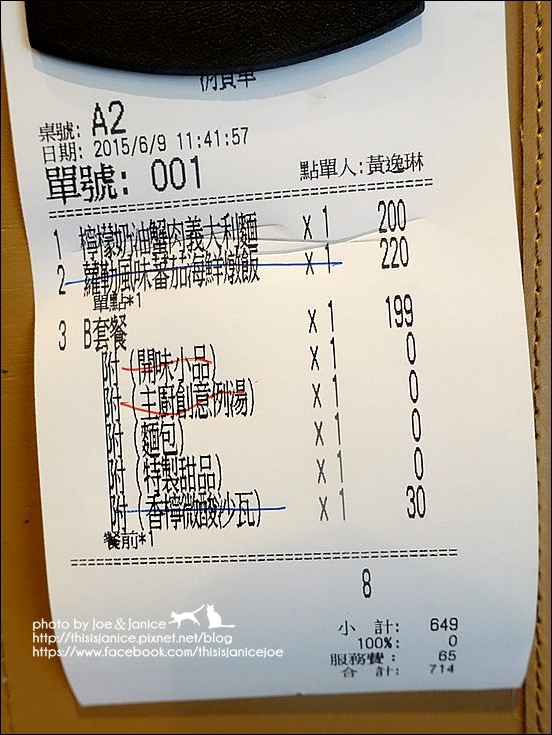 消費單
桌號: A2
日期: 2015/6/9 11:41:57
單號: 001 點單人:黃逸琳
1 檸檬奶油蟹肉義大利麵 x 1 200
2 蘿勒風味蕃茄海鮮燉飯 x 1 220
單點*1
3 B套餐 x 1 199
附 (開味小品) x 1 0
附 (主廚創意例湯) x 1 0
附 (麵包) x 1 0
附 (特製甜品) x 1 0
附 (香檸微酸沙瓦) x 1 30
餐前*1
8
小 計: 649
100%: 0
服務費: 65
合 計: 714
photo by Joe & Janice
http://thisisjanice.pixnet.net/blog
https://www.facebook.com/thisisjanicejoe